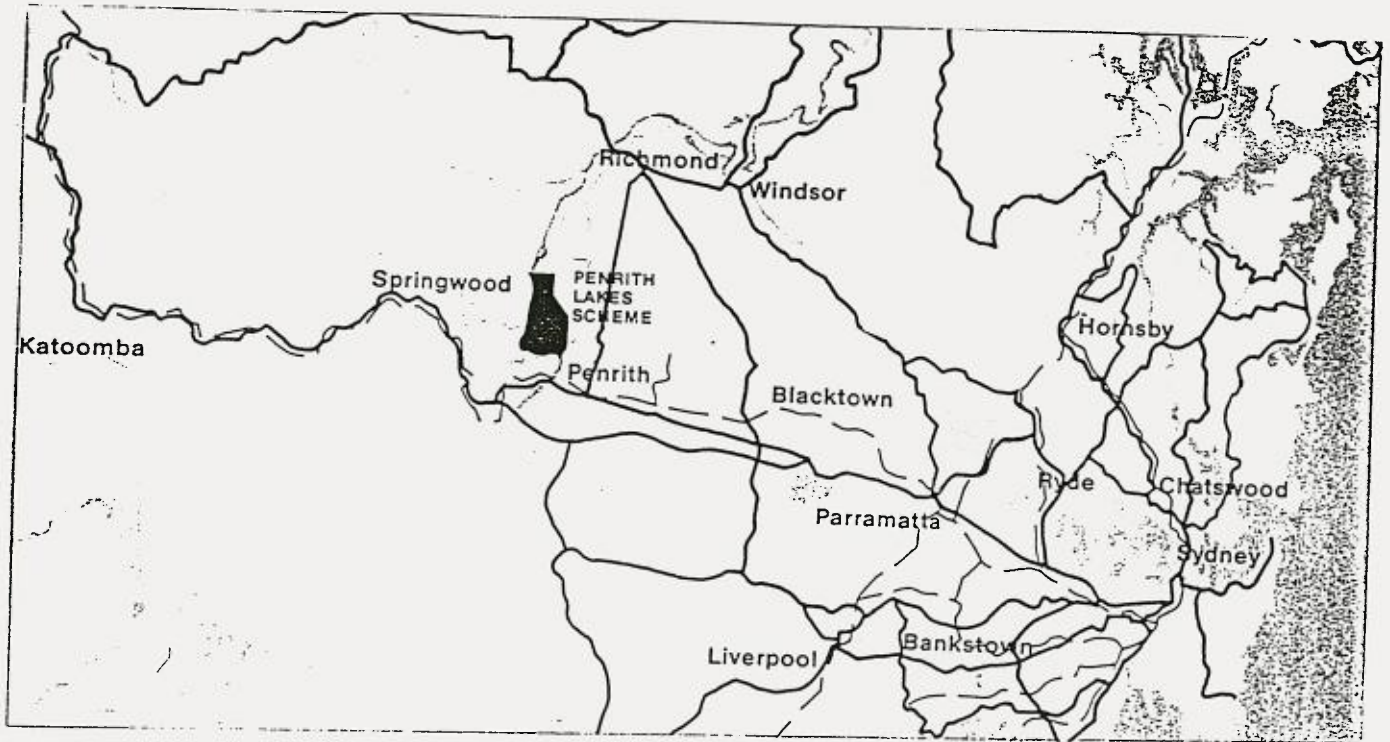 Richmond
Windsor
Springwood
PENRITH
LAKES
SCHEME
Hornsby
Katoomba
Penrith
Blacktown
Ryde
Chatswood
Parramatta
Sydney
Bankstown
Liverpool